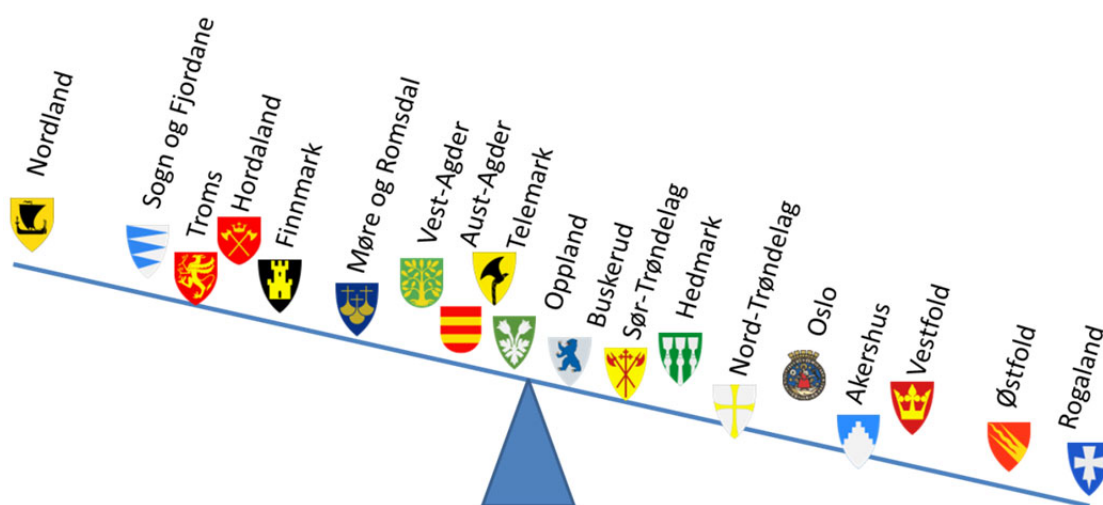 Nordland
Sogn og Fjordane
Troms
Hordaland
Finnmark
Møre og Romsdal
Vest-Agder
Aust-Agder
Telemark
Oppland
Buskerud
Sør-Trøndelag
Hedmark
Nord-Trøndelag
Oslo
Akershus
Vestfold
Østfold
Rogaland